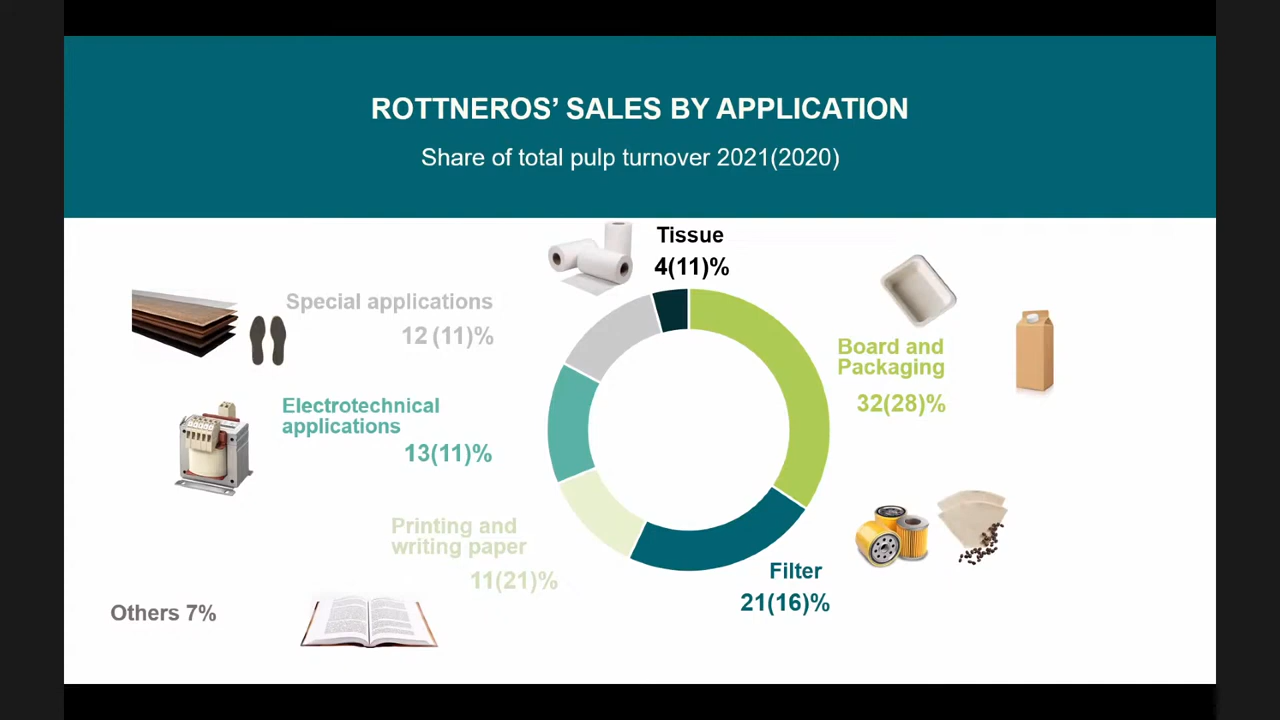 ROTTNEROS’ SALES BY APPLICATION
Share of total pulp turnover 2021(2020)
Tissue
4(11)%
Special applications
12 (11)%
Board and
Packaging
32(28)%
Electrotechnical
applications
13(11)%
Printing and
writing paper
11(21)%
Filter
21(16)%
Others 7%